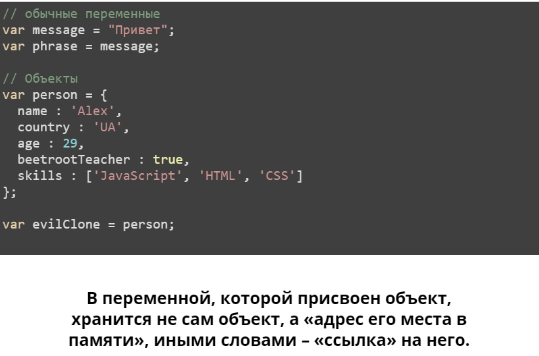 // обычные переменные
var message = "Привет";
var phrase = message;
// Объекты
var person = {
name : 'Alex',
country : 'UA',
age : 29,
beetrootTeacher : true,
skills : ['JavaScript', 'HTML', 'CSS']
};
var evilClone = person;
В переменной, которой присвоен объект,
хранится не сам объект, а «адрес его места в
памяти», иными словами – «ссылка» на него.